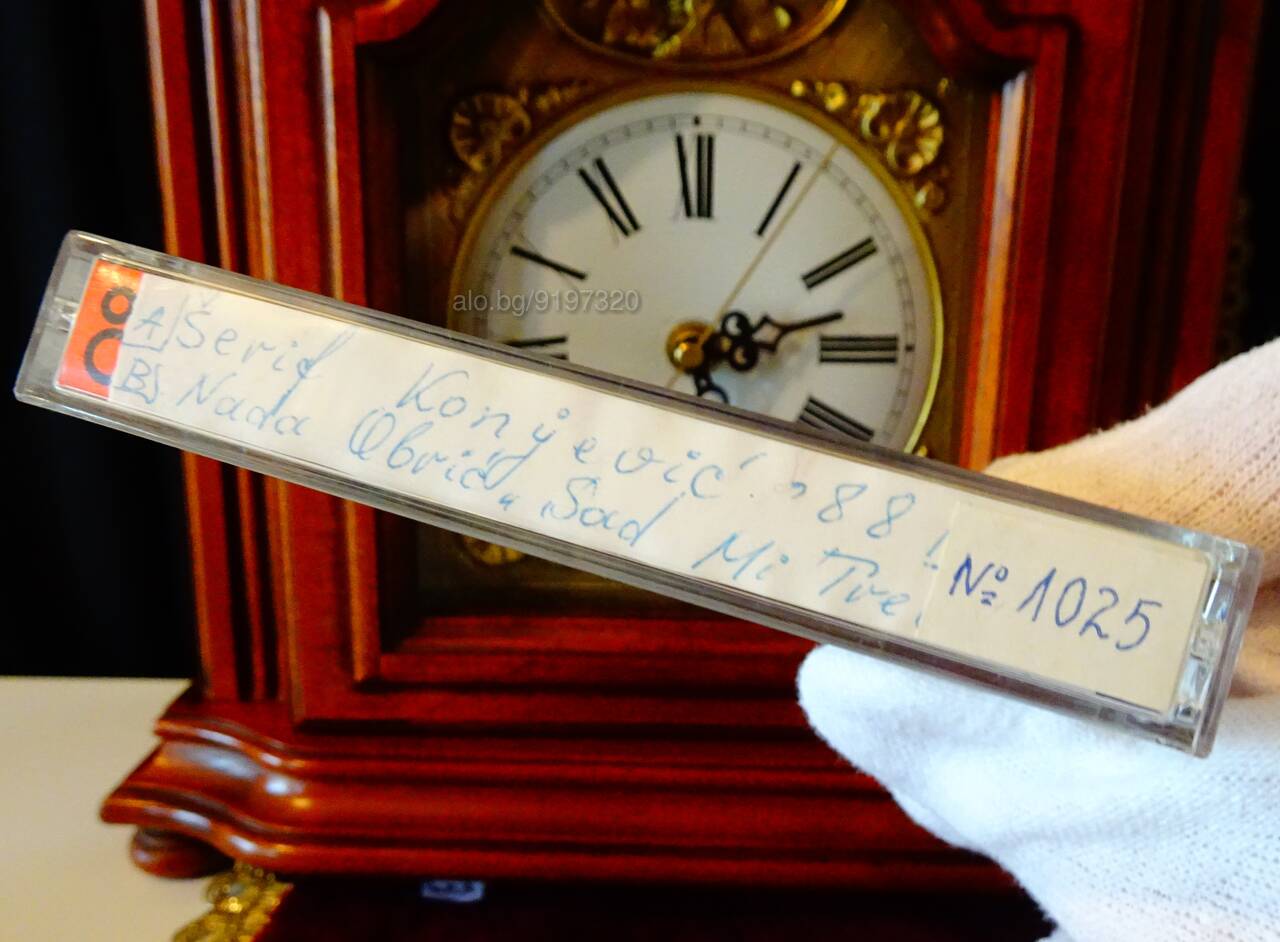 alo.bg/9197320
A Šerif Konjević '88!
B Nada Obrić „Sad Mi Tre.
№ 1025